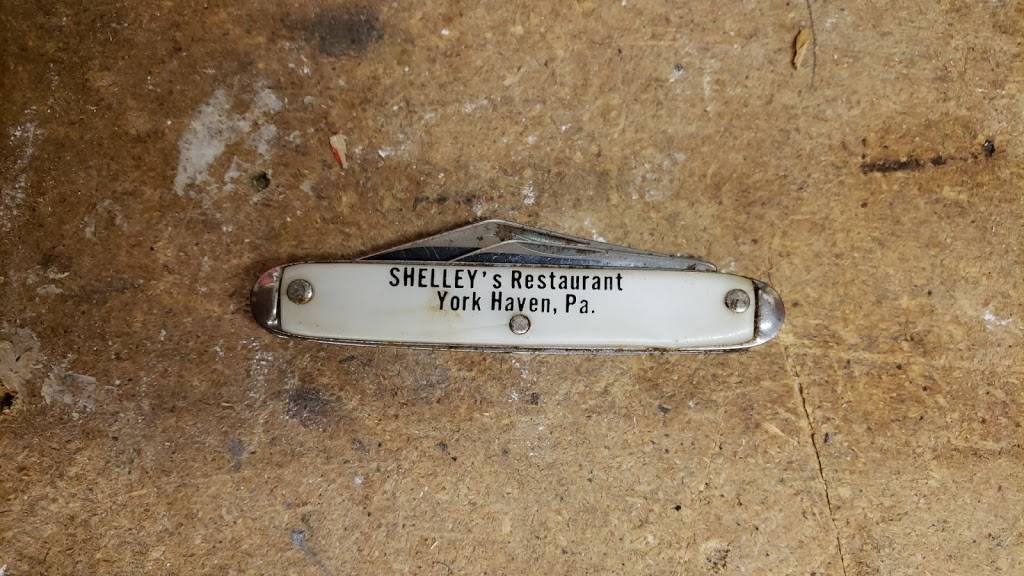 SHELLEY's Restaurant
York Haven, Pa.